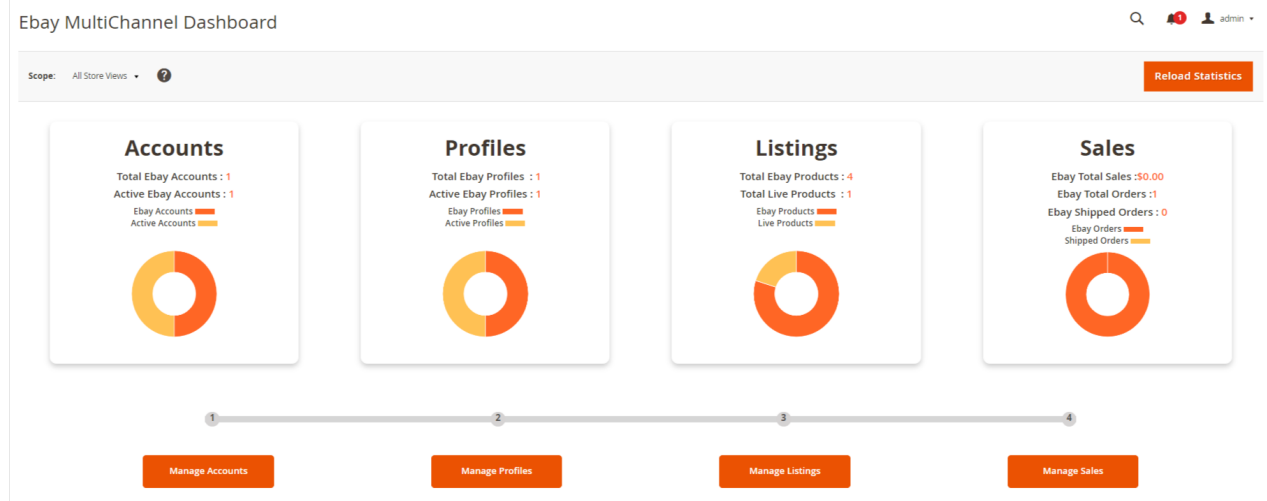 Ebay MultiChannel Dashboard
1
admin
Scope: All Store Views ?
Reload Statistics
Accounts
Total Ebay Accounts : 1
Active Ebay Accounts : 1
Ebay Accounts
Active Accounts
Profiles
Total Ebay Profiles : 1
Active Ebay Profiles : 1
Ebay Profiles
Active Profiles
Listings
Total Ebay Products : 4
Total Live Products : 1
Ebay Products
Live Products
Sales
Ebay Total Sales :$0.00
Ebay Total Orders :1
Ebay Shipped Orders : 0
Ebay Orders
Shipped Orders
1
2
3
4
Manage Accounts
Manage Profiles
Manage Listings
Manage Sales